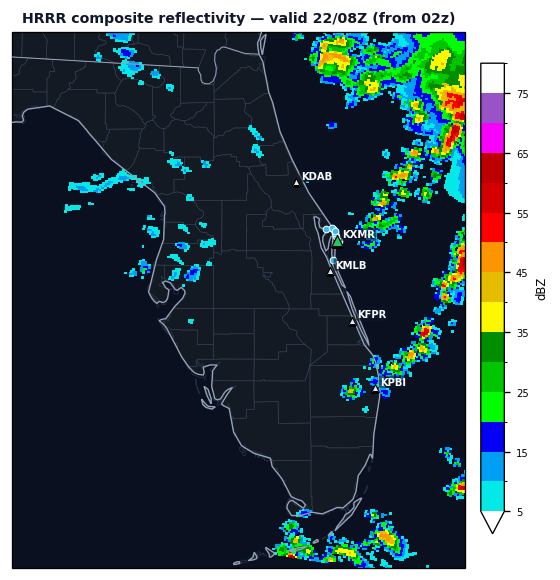 HRRR composite reflectivity — valid 22/08Z (from 02z)
KDAB
KXMR
KMLB
KFPR
KPBI
75
65
55
45
35
25
15
5
dBZ